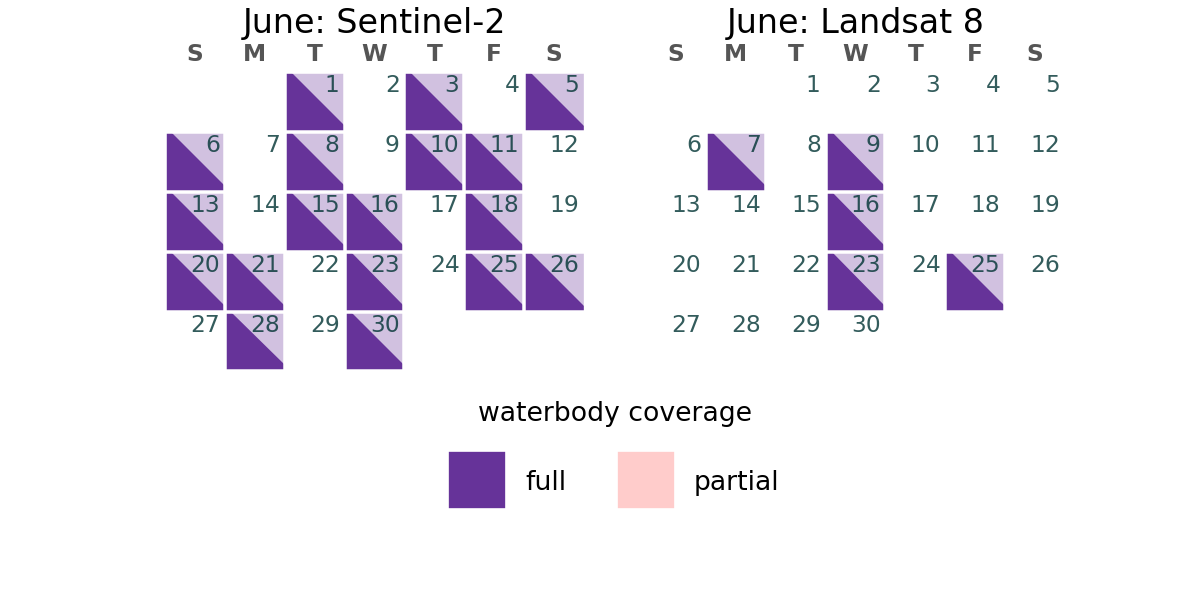 June: Sentinel-2
S M T W T F S
1 2 3 4 5
6 7 8 9 10 11 12
13 14 15 16 17 18 19
20 21 22 23 24 25 26
27 28 29 30
June: Landsat 8
S M T W T F S
1 2 3 4 5
6 7 8 9 10 11 12
13 14 15 16 17 18 19
20 21 22 23 24 25 26
27 28 29 30
waterbody coverage
full partial